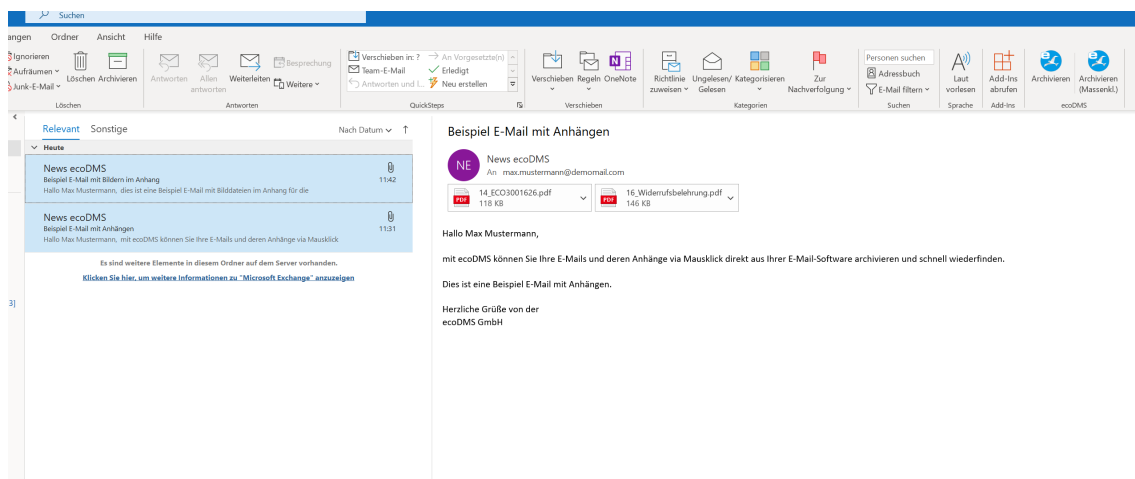 Suchen
Ordner Ansicht Hilfe
Ignorieren
Aufräumen
Junk-E-Mail
Löschen Archivieren
Löschen
Antworten Allen antworten Weiterleiten
Besprechung
Weitere
Antworten
Verschieben in: ?
Team-E-Mail
Antworten und l...
An Vorgesetzte(n)
Erledigt
Neu erstellen
QuickSteps
Verschieben Regeln OneNote
Verschieben
Richtlinie zuweisen
Ungelesen/ Gelesen
Kategorisieren
Zur Nachverfolgung
Kategorien
Personen suchen
Adressbuch
E-Mail filtern
Suchen
Laut vorlesen
Sprache
Add-Ins abrufen
Add-Ins
Archivieren
Archivieren (Massenkl.)
ecoDMS
Relevant Sonstige
Nach Datum
Heute
News ecoDMS
Beispiel E-Mail mit Bildern im Anhang 11:42
Hallo Max Mustermann, dies ist eine Beispiel E-Mail mit Bilddateien im Anhang für die
News ecoDMS
Beispiel E-Mail mit Anhängen 11:31
Hallo Max Mustermann, mit ecoDMS können Sie Ihre E-Mails und deren Anhänge via Mausklick
Es sind weitere Elemente in diesem Ordner auf dem Server vorhanden.
Klicken Sie hier, um weitere Informationen zu "Microsoft Exchange" anzuzeigen
3]
Beispiel E-Mail mit Anhängen
NE
News ecoDMS
An max.mustermann@demomail.com
PDF
14_ECO3001626.pdf
118 KB
PDF
16_Widerrufsbelehrung.pdf
146 KB
Hallo Max Mustermann,
mit ecoDMS können Sie Ihre E-Mails und deren Anhänge via Mausklick direkt aus Ihrer E-Mail-Software archivieren und schnell wiederfinden.
Dies ist eine Beispiel E-Mail mit Anhängen.
Herzliche Grüße von der
ecoDMS GmbH